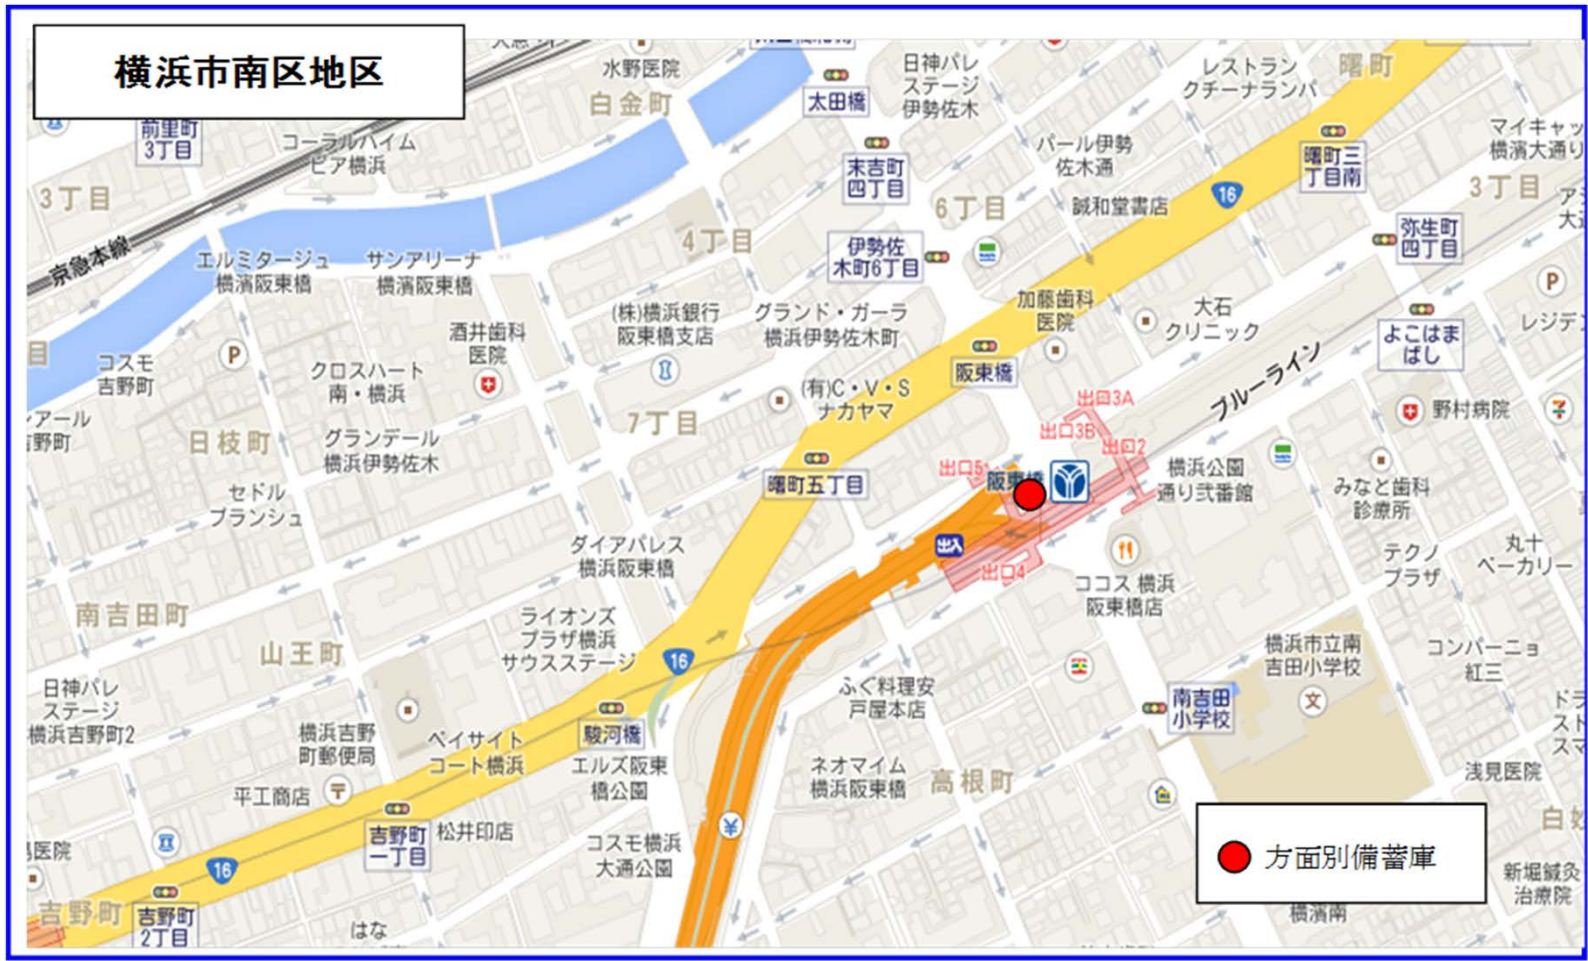 横浜市南区地区
水野医院
白金町
太田橋
日神パレ
ステージ
伊勢佐木
レストラン
クチーナランパ
曙町
前里町
3丁目
コーラルハイム
ピア横浜
末吉町
四丁目
パール伊勢
佐木通
曙町三
丁目南
マイキャッ
横濱大通り
3丁目
3丁目
16
6丁目
誠和堂書店
4丁目
弥生町
四丁目
京急本線
エルミタージュ
横濱阪東橋
サンアリーナ
横濱阪東橋
伊勢佐
木町6丁目
P
加藤歯科
医院
大石
クリニック
(株)横浜銀行
阪東橋支店
グランド・ガーラ
横浜伊勢佐木町
酒井歯科
医院
よこはま
ばし
レジデン
目
コスモ
吉野町
P
クロスハート
南・横浜
阪東橋
(有)C・V・S
ナカヤマ
ブルーライン
出口3A
出口3B
出口2
野村病院
7丁目
日枝町
グランデール
横浜伊勢佐木
曙町五丁目
出口5
阪東橋
横浜公園
通り弐番館
みなと歯科
診療所
セドル
ブランシュ
ダイアパレス
横浜阪東橋
出入
出口4
ココス 横浜
阪東橋店
テクノ
プラザ
丸十
ベーカリー
南吉田町
山王町
ライオンズ
プラザ横浜
サウスステージ
16
横浜市立南
吉田小学校
コンパーニョ
紅三
日神パレ
ステージ
横浜吉野町2
ふぐ料理安
戸屋本店
南吉田
小学校
文
横浜吉野
町郵便局
ベイサイト
コート横浜
駿河橋
エルズ阪東
橋公園
ネオマイム
横浜阪東橋
高根町
浅見医院
平工商店
〒
吉野町
一丁目
松井印店
¥
コスモ横浜
大通公園
方面別備蓄庫
白妙
16
新堀鍼灸
治療院
吉野町
吉野町
2丁目
はな
横濱南